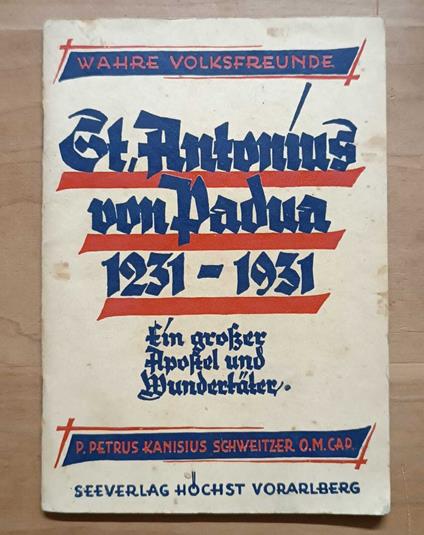 WAHRE VOLKSFREUNDE
St. Antonius
von Padua
1231 - 1931
Ein großer
Apostel und
Wundertäter.
P. PETRUS KANISIUS SCHWEITZER O.M.CAP.
SEEVERLAG HÖCHST VORARLBERG